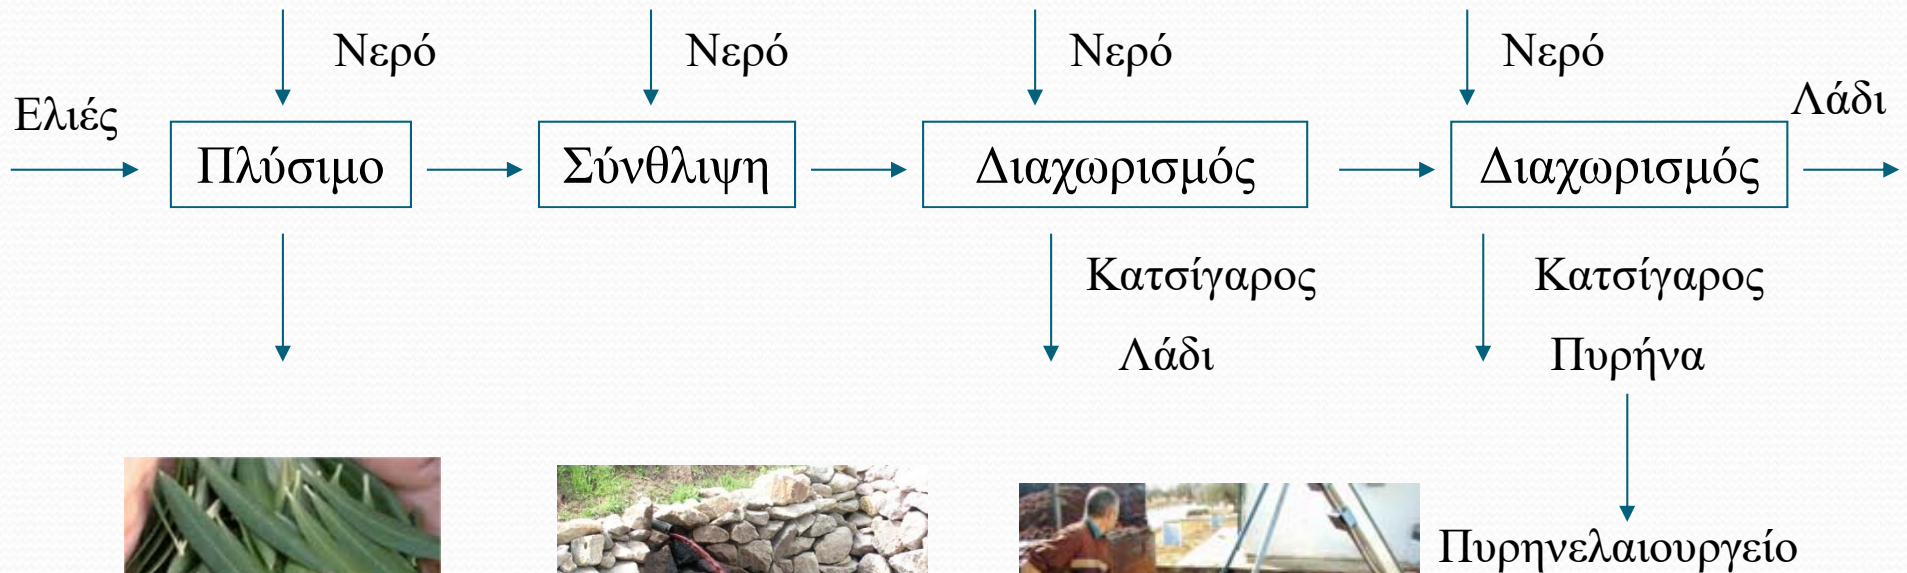 Νερό
Νερό
Νερό
Νερό
Ελιές
Λάδι
Πλύσιμο
Σύνθλιψη
Διαχωρισμός
Διαχωρισμός
Κατσίγαρος
Κατσίγαρος
Λάδι
Πυρήνα
Πυρηνελαιουργείο